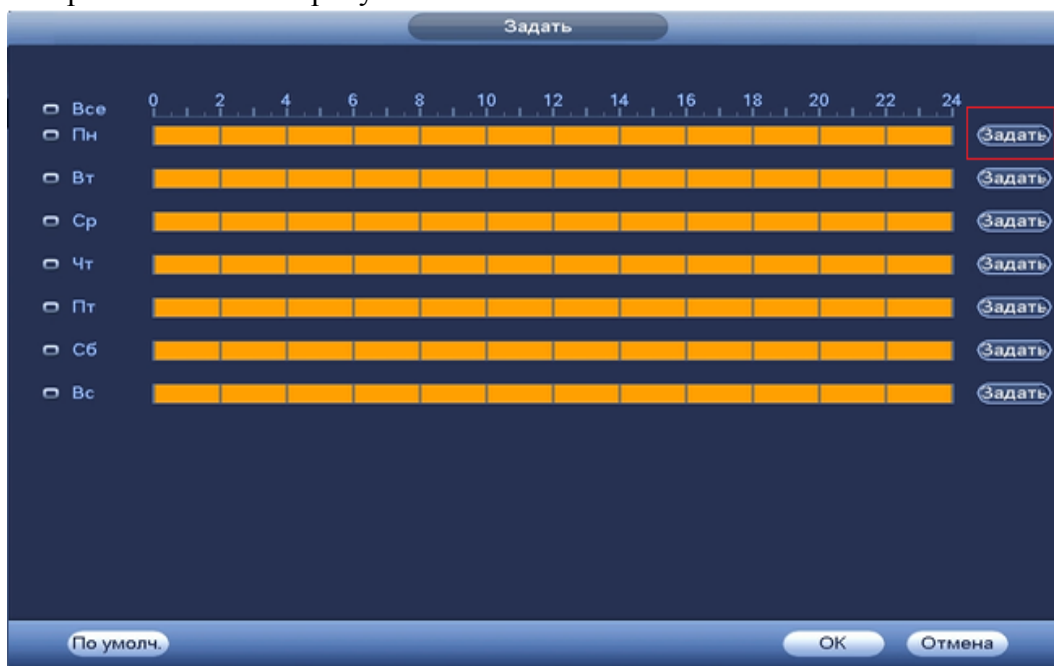 Задать
Все 0 2 4 6 8 10 12 14 16 18 20 22 24
Пн Задать
Вт Задать
Ср Задать
Чт Задать
Пт Задать
Сб Задать
Вс Задать
По умолч. OK Отмена